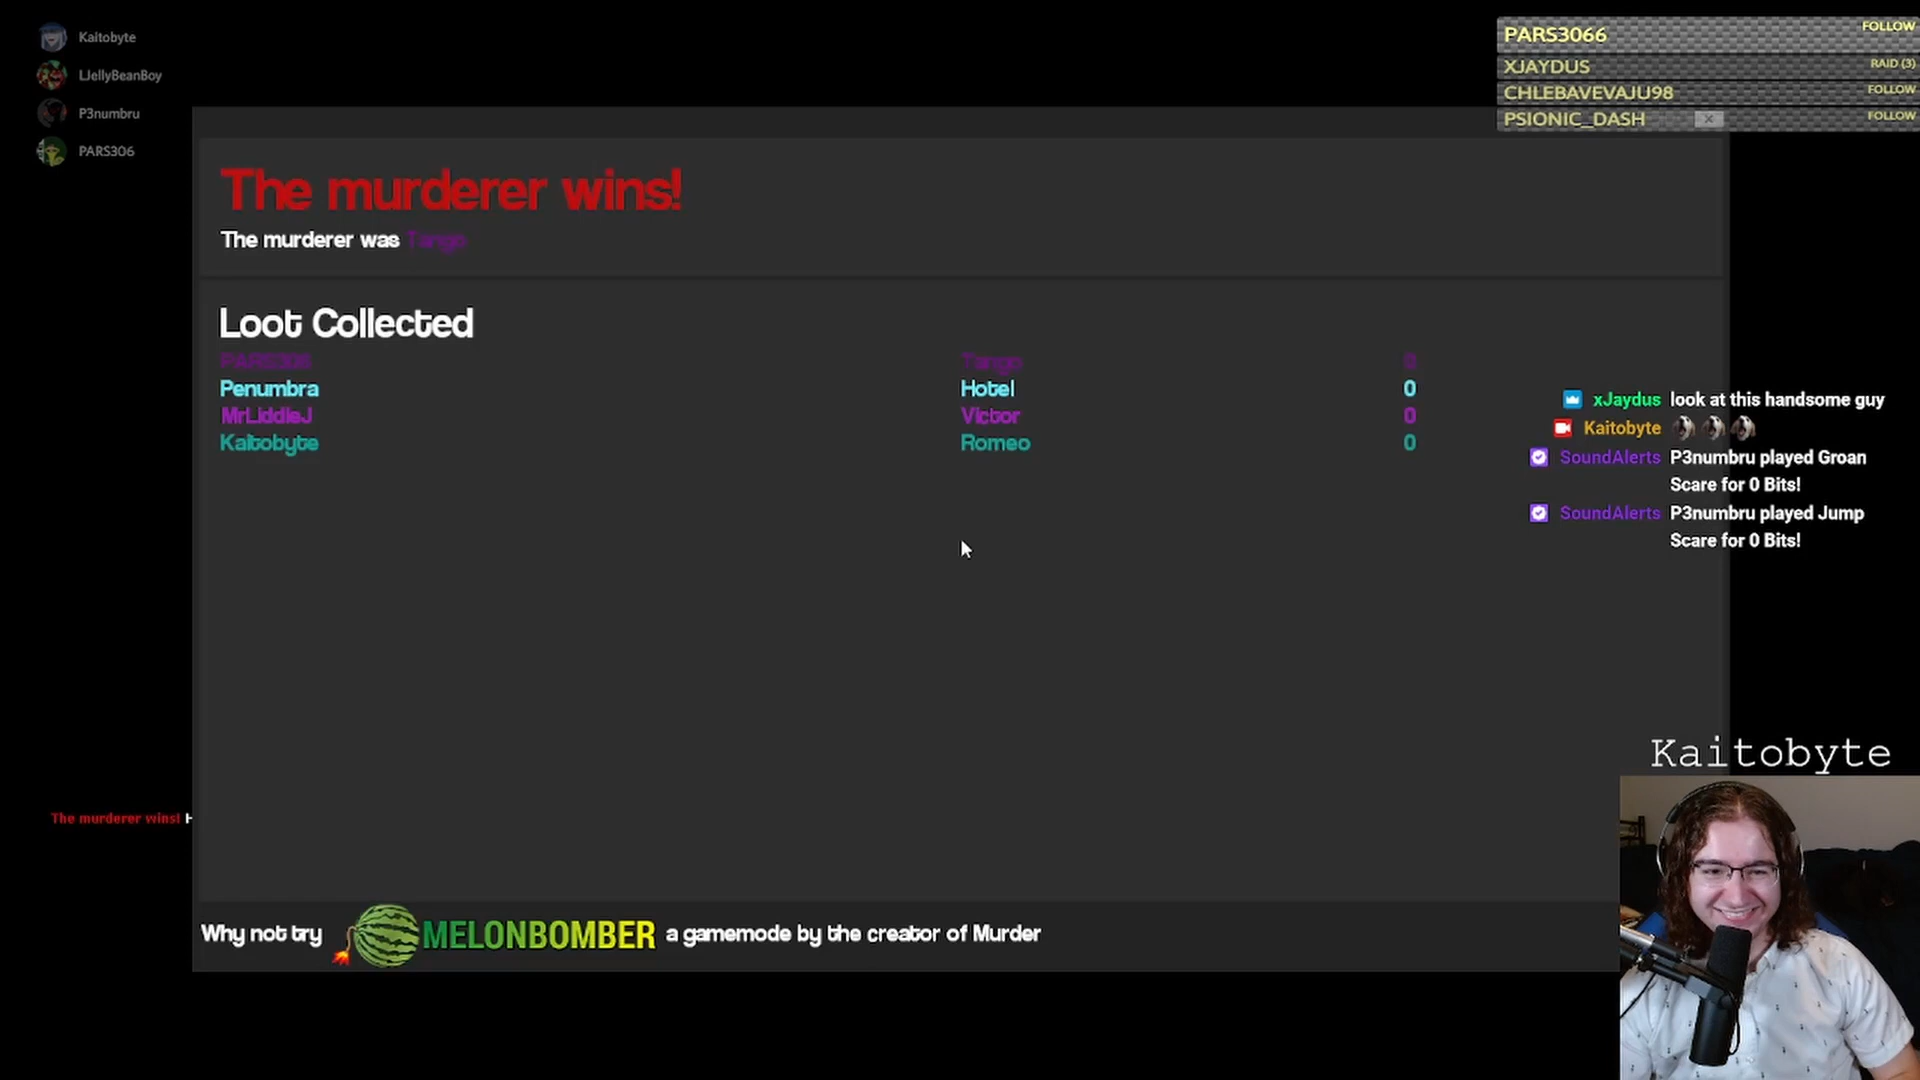 Kaitobyte
LJellyBeanBoy
P3numbru
PARS306
PARS3066 FOLLOW
XJAYDUS RAID (3)
CHLEBAVEVAJU98 FOLLOW
PSIONIC_DASH FOLLOW
The murderer wins!
The murderer was Tango
Loot Collected
PARS306 Tango 0
Penumbra Hotel 0
MrLiddleJ Victor 0
Kaitobyte Romeo 0
xJaydus look at this handsome guy
Kaitobyte
SoundAlerts P3numbru played Groan
Scare for 0 Bits!
SoundAlerts P3numbru played Jump
Scare for 0 Bits!
Kaitobyte
The murderer wins! H
Why not try MELONBOMBER a gamemode by the creator of Murder